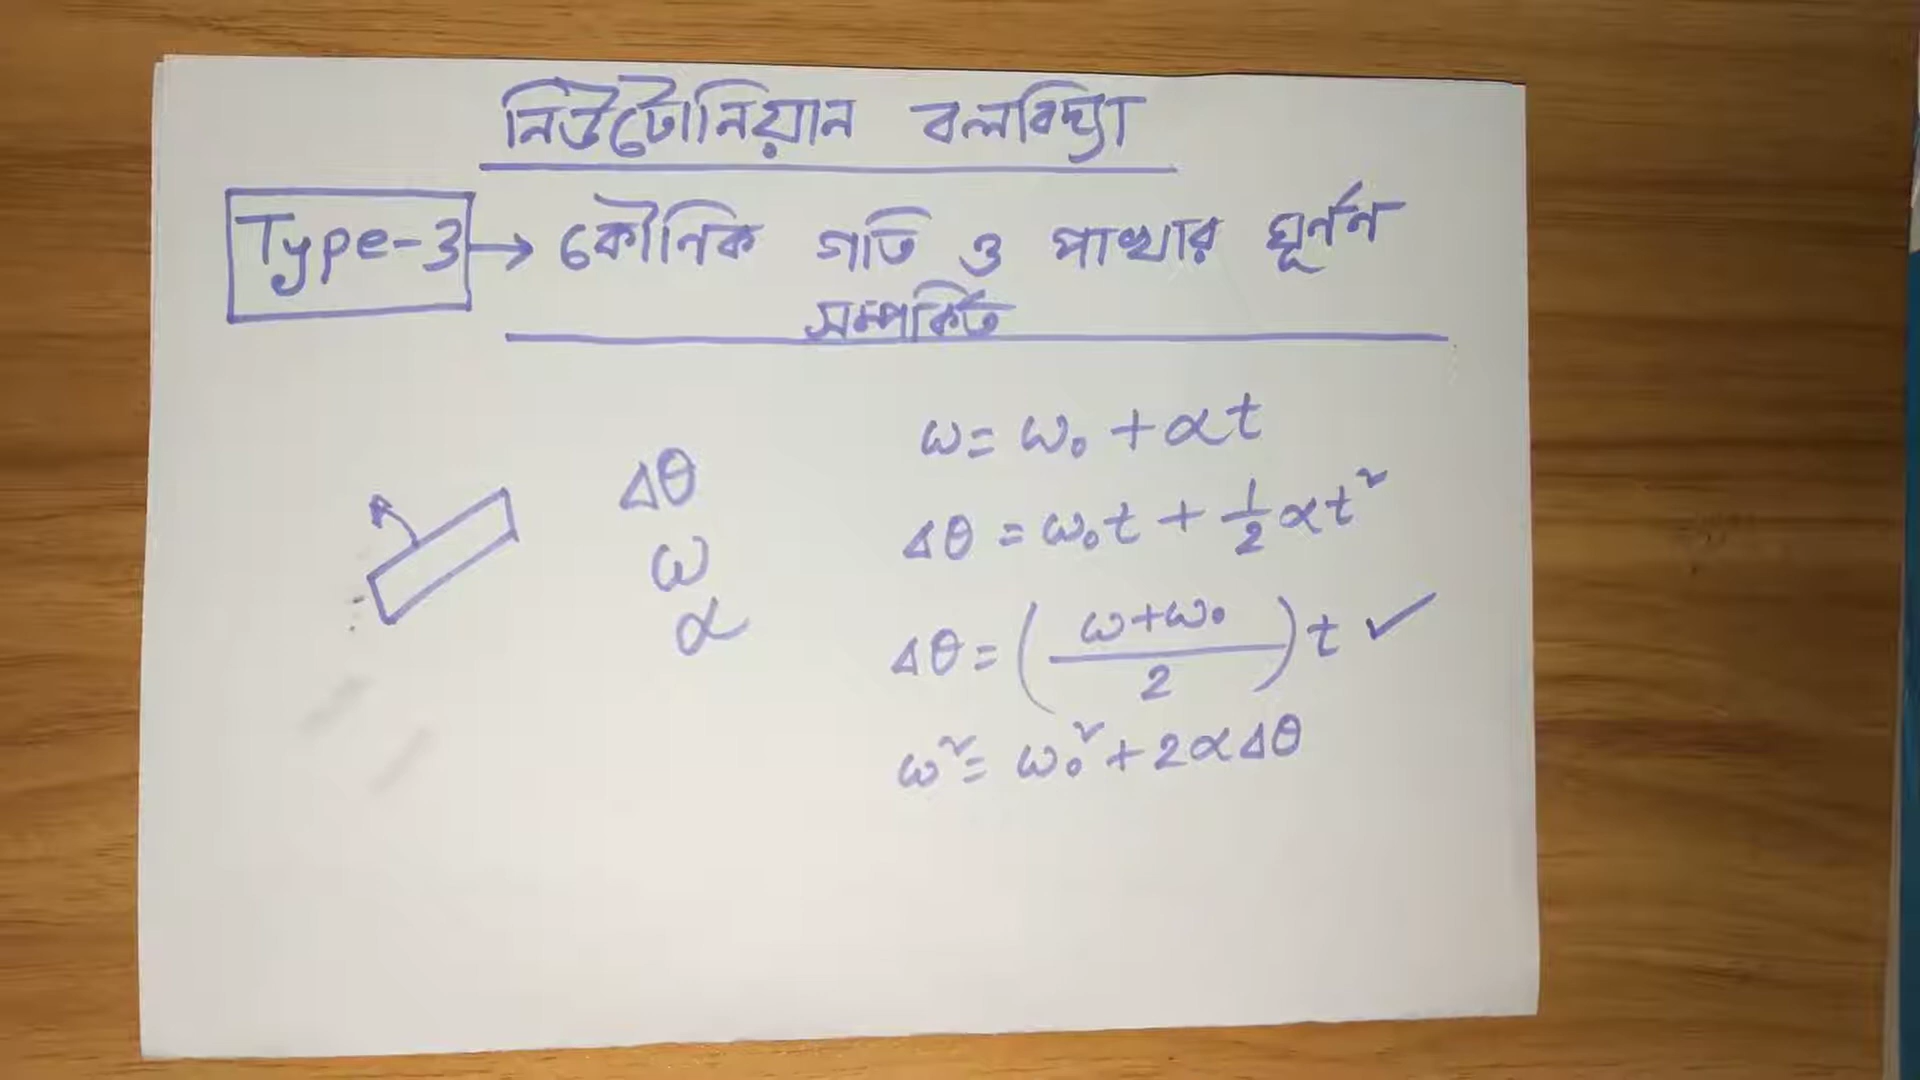 নিউটোনিয়ান বলবিদ্যা
Type-3 → কৌনিক গতি ও পাখার ঘূর্নন
সম্পর্কিত
ω = ω₀ + αt
Δθ
Δθ = ω₀t + ½αt²
ω
α
Δθ = (ω+ω₀/2)t ✓
ω² = ω₀² + 2αΔθ